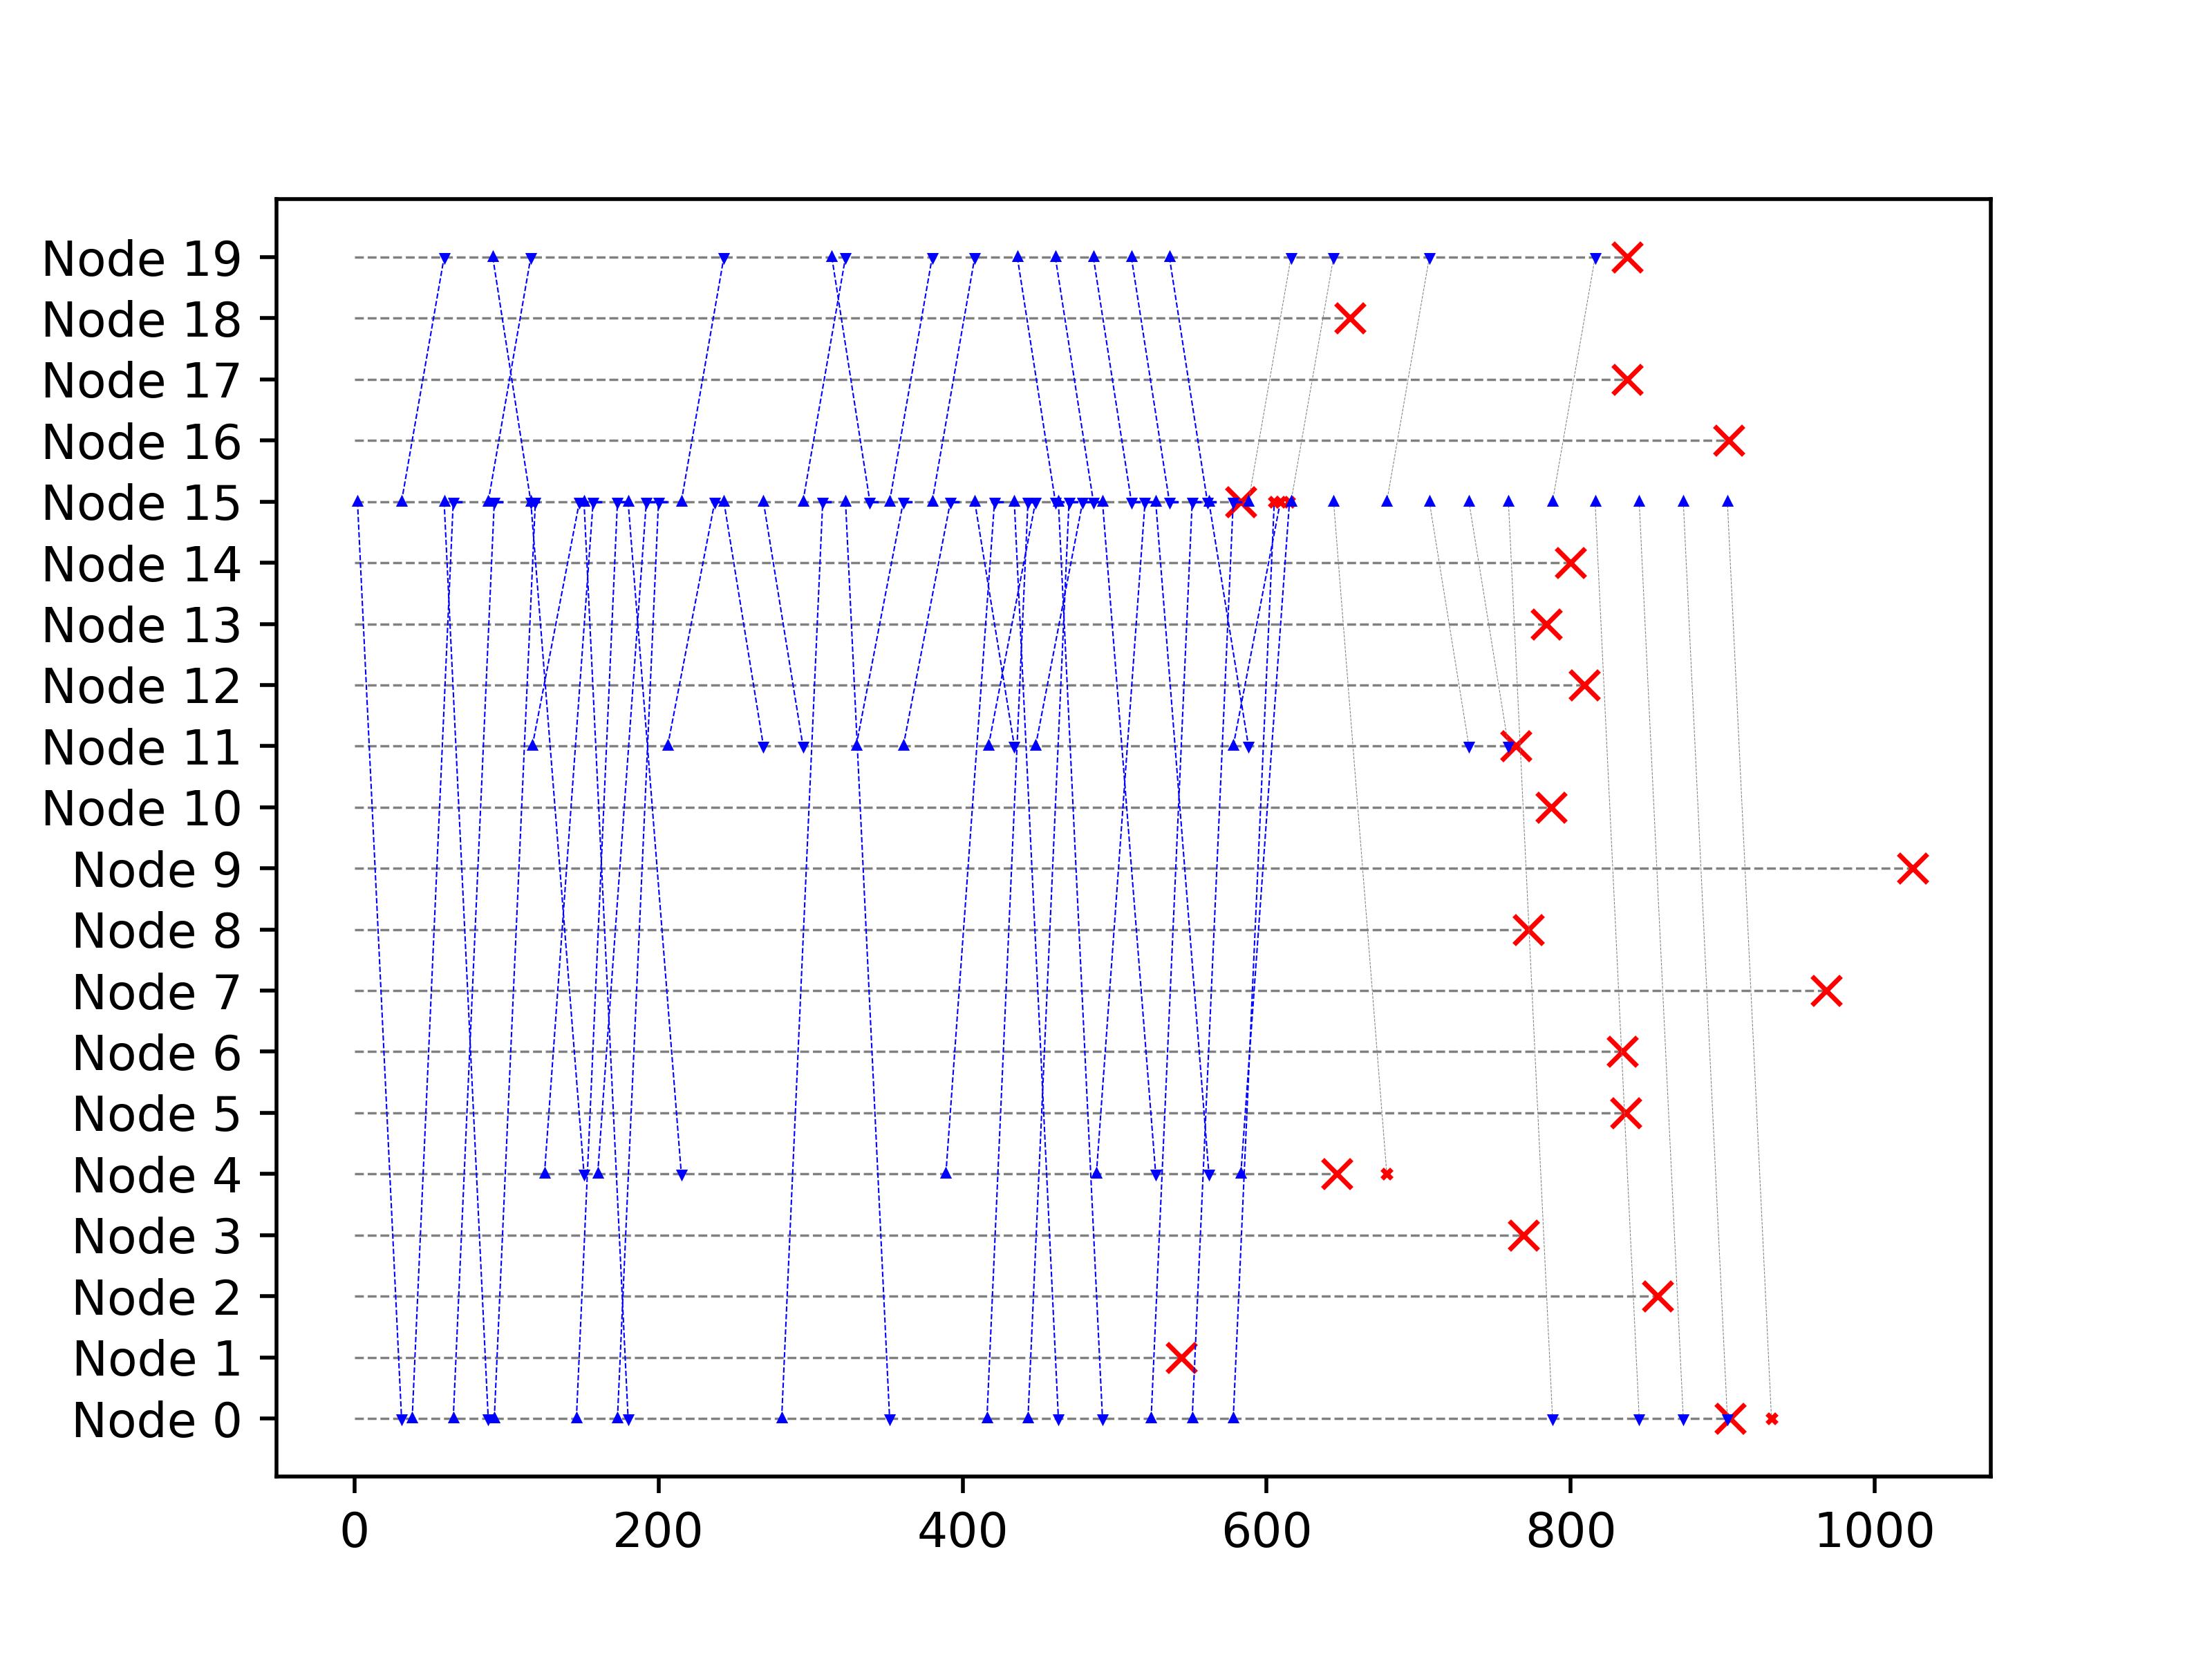 Node 19
Node 18
Node 17
Node 16
Node 15
Node 14
Node 13
Node 12
Node 11
Node 10
Node 9
Node 8
Node 7
Node 6
Node 5
Node 4
Node 3
Node 2
Node 1
Node 0
0 200 400 600 800 1000